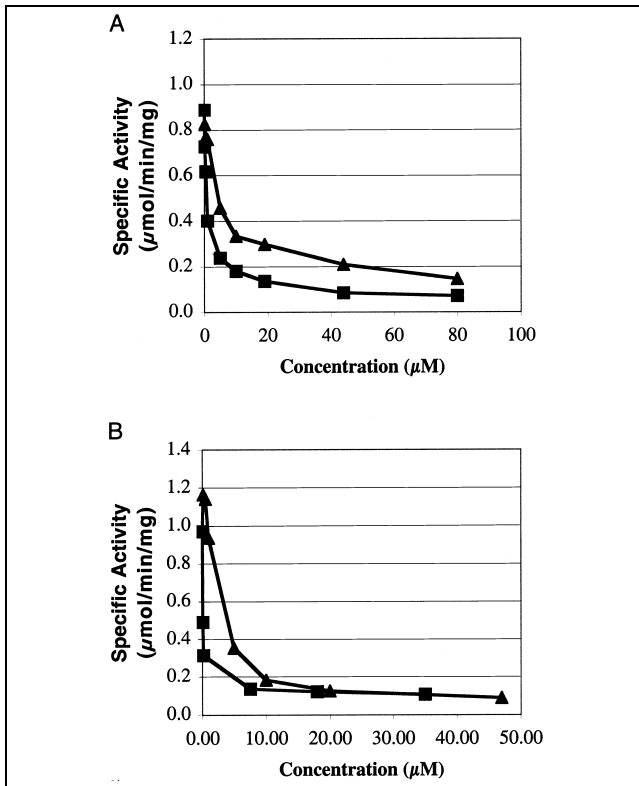 A
1.2
1.0
0.8
0.6
0.4
0.2
0.0
Specific Activity
(µmol/min/mg)
0 20 40 60 80 100
Concentration (µM)
B
1.4
1.2
1.0
0.8
0.6
0.4
0.2
0.0
Specific Activity
(µmol/min/mg)
0.00 10.00 20.00 30.00 40.00 50.00
Concentration (µM)